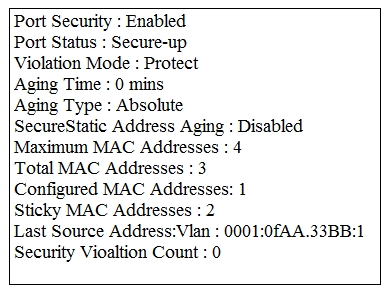 Port Security : Enabled
Port Status : Secure-up
Violation Mode : Protect
Aging Time : 0 mins
Aging Type : Absolute
SecureStatic Address Aging : Disabled
Maximum MAC Addresses : 4
Total MAC Addresses : 3
Configured MAC Addresses: 1
Sticky MAC Addresses : 2
Last Source Address:Vlan : 0001:0fAA.33BB:1
Security Vioaltion Count : 0